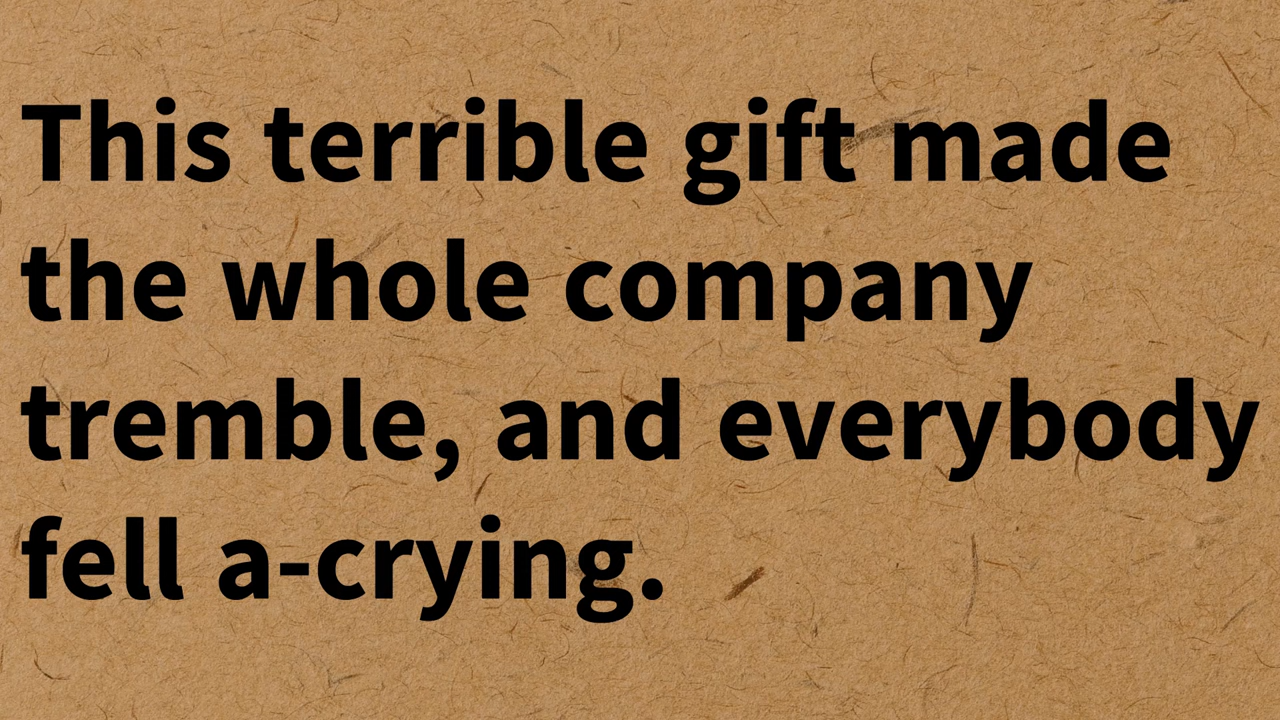 This terrible gift made
the whole company
tremble, and everybody
fell a-crying.